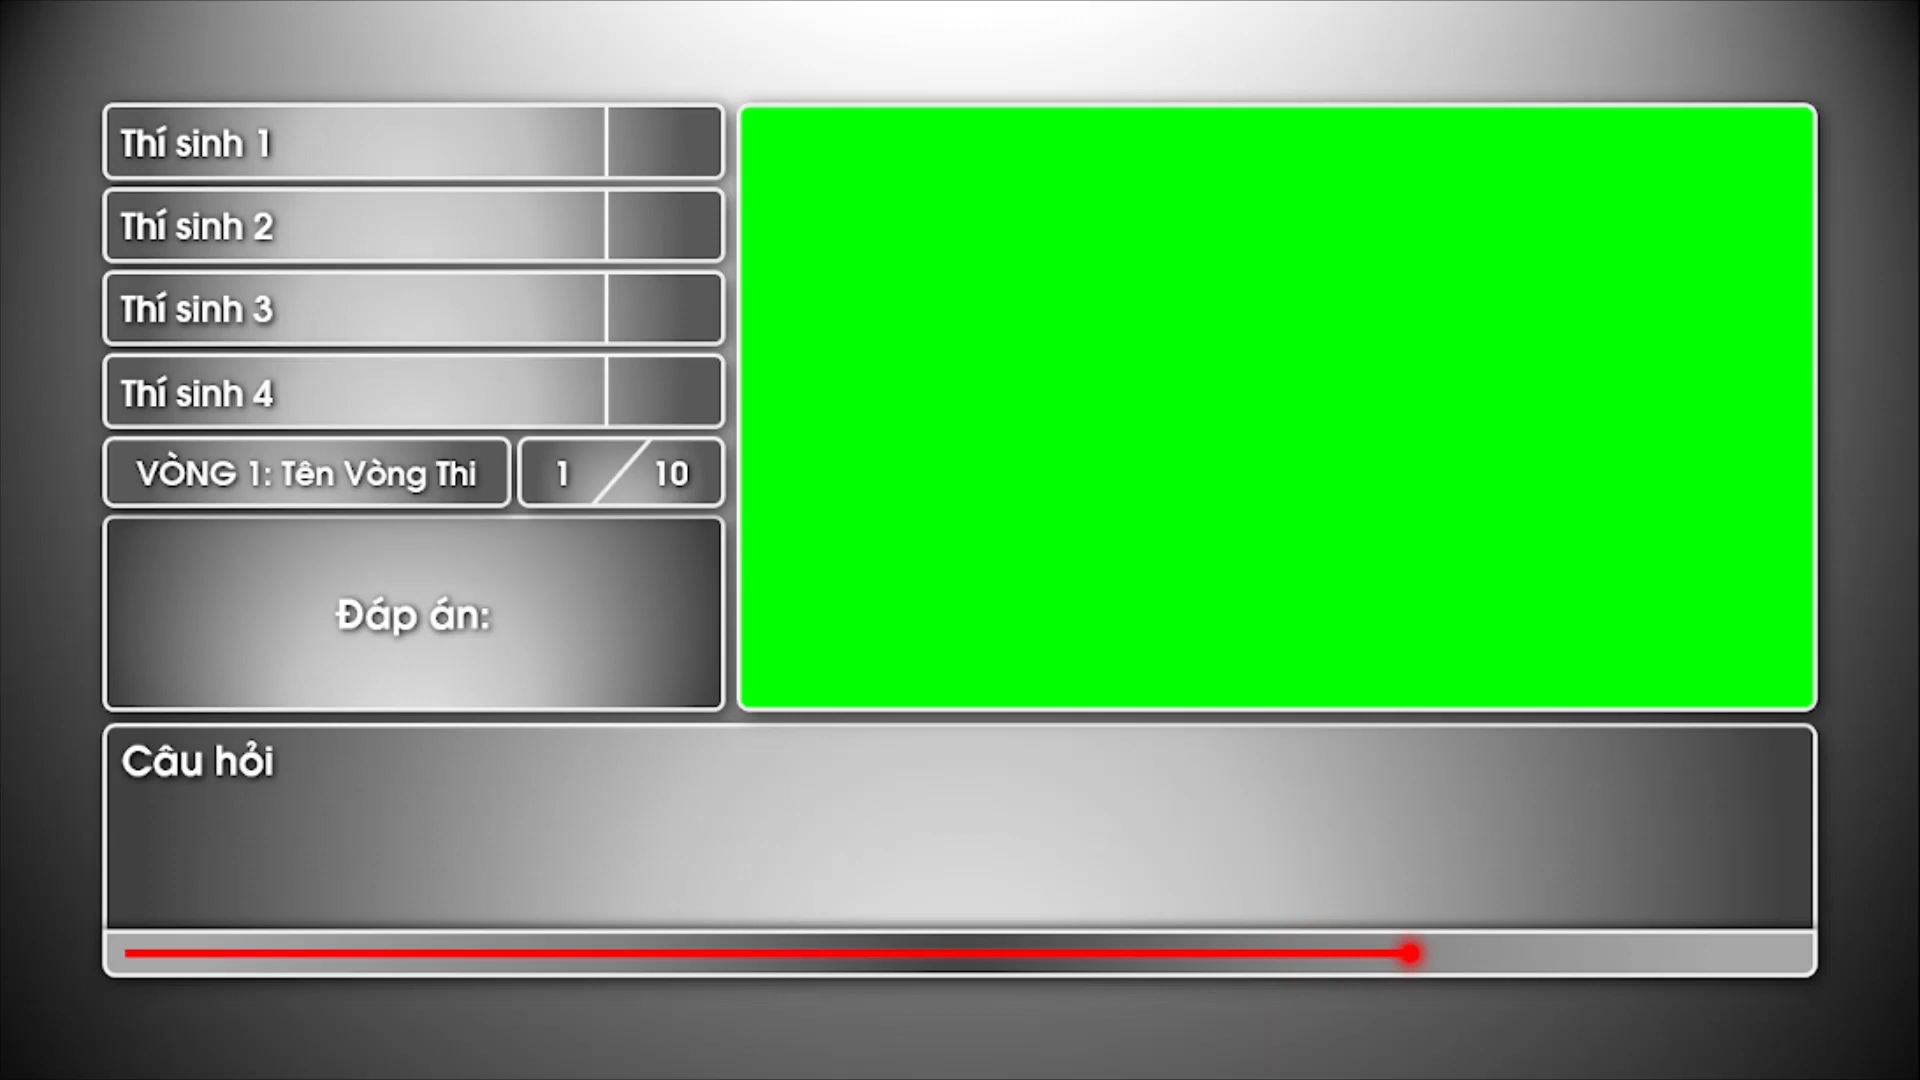 Thí sinh 1
Thí sinh 2
Thí sinh 3
Thí sinh 4
VÒNG 1: Tên Vòng Thi
1 / 10
Đáp án:
Câu hỏi